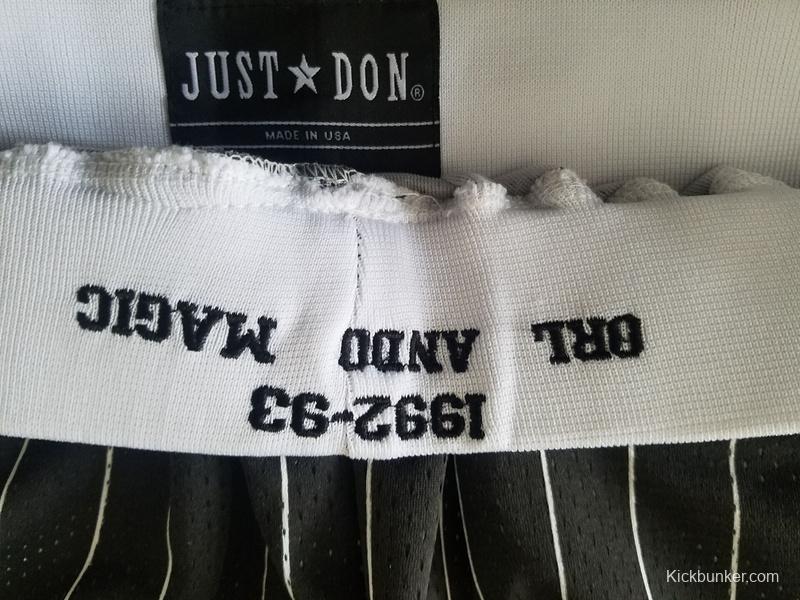 JUST★DON®
MADE IN USA
1992-93
ORL ANDO MAGIC
Kickbunker.com